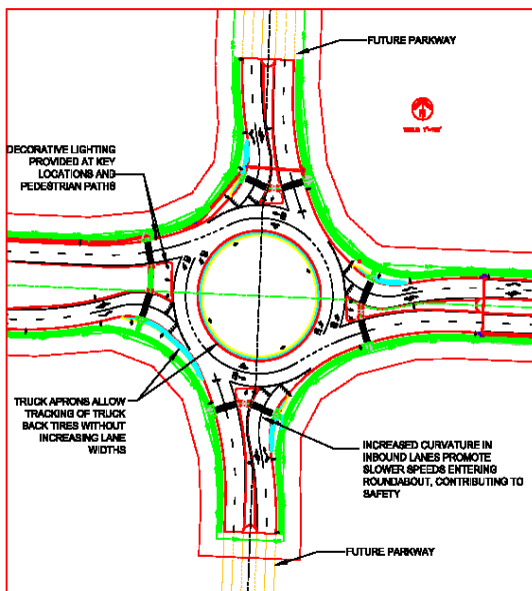 FUTURE PARKWAY
DECORATIVE LIGHTING
PROVIDED AT KEY
LOCATIONS AND
PEDESTRIAN PATHS
TRUCK APRONS ALLOW
TRACKING OF TRUCK
BACK TIRES WITHOUT
INCREASING LANE
WIDTHS
INCREASED CURVATURE IN
INBOUND LANES PROMOTE
SLOWER SPEEDS ENTERING
ROUNDABOUT, CONTRIBUTING TO
SAFETY
FUTURE PARKWAY